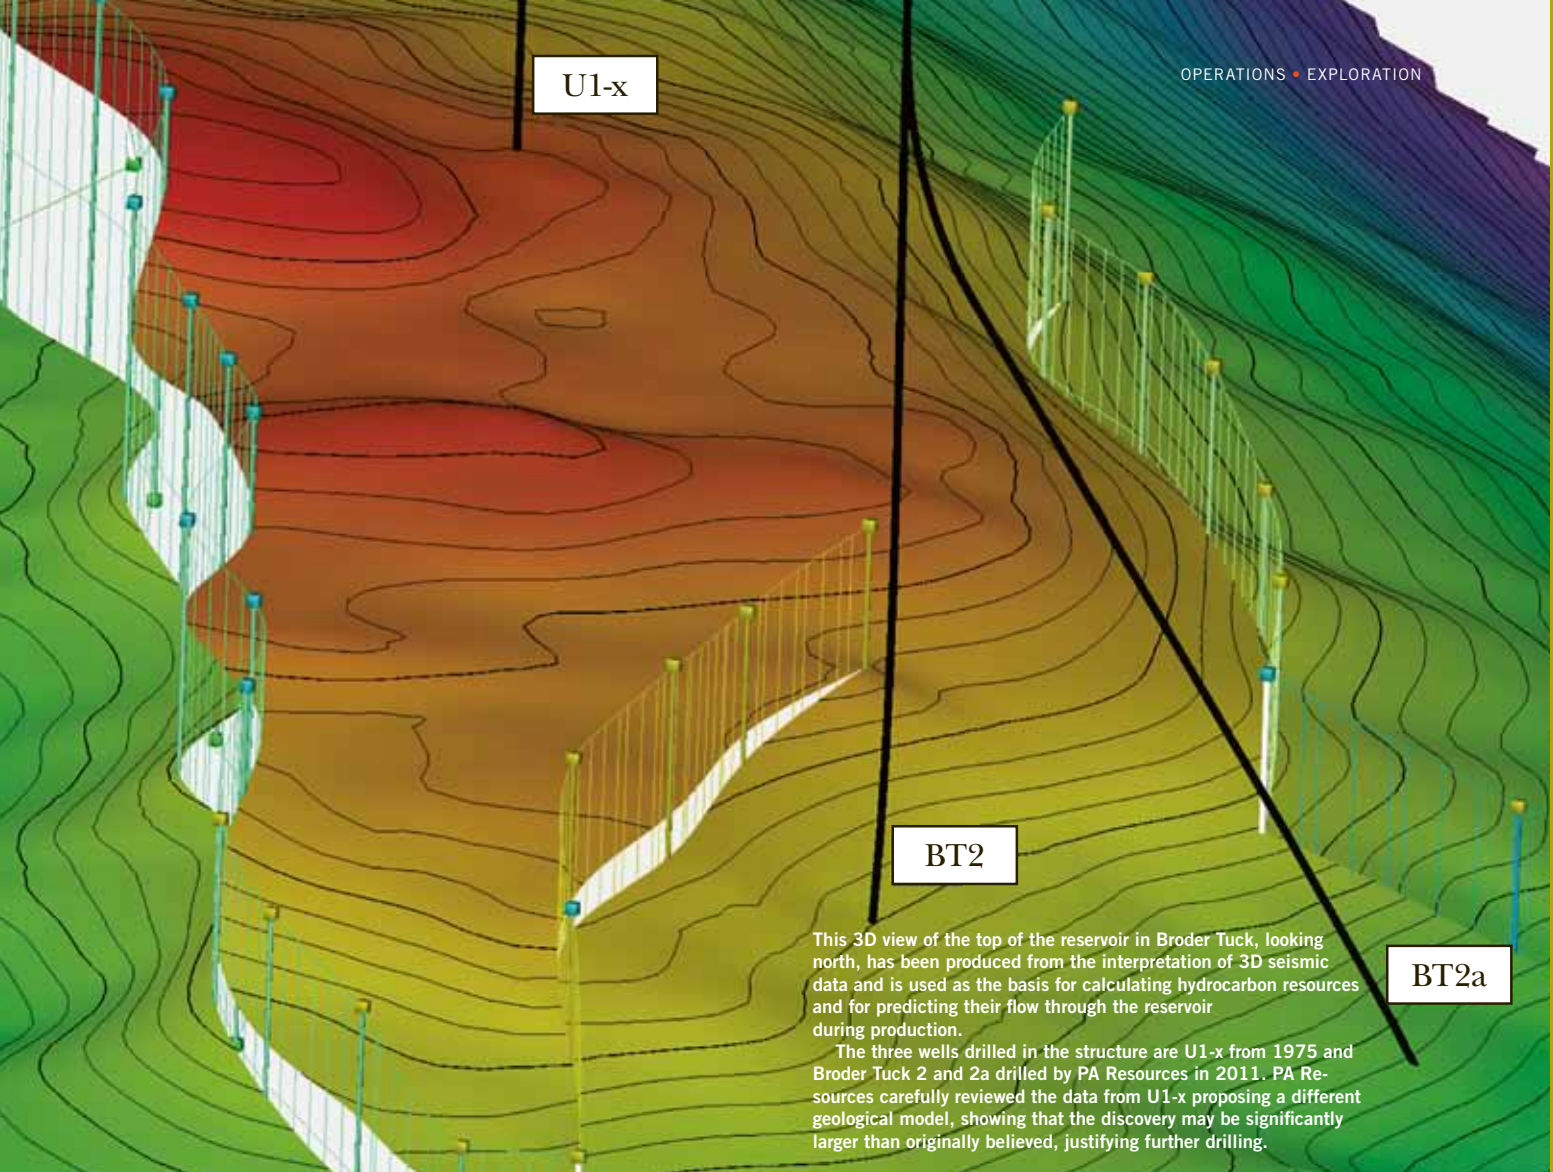 OPERATIONS • EXPLORATION
U1-x
BT2
BT2a
This 3D view of the top of the reservoir in Broder Tuck, looking
north, has been produced from the interpretation of 3D seismic
data and is used as the basis for calculating hydrocarbon resources
and for predicting their flow through the reservoir
during production.
The three wells drilled in the structure are U1-x from 1975 and
Broder Tuck 2 and 2a drilled by PA Resources in 2011. PA Re-
sources carefully reviewed the data from U1-x proposing a different
geological model, showing that the discovery may be significantly
larger than originally believed, justifying further drilling.